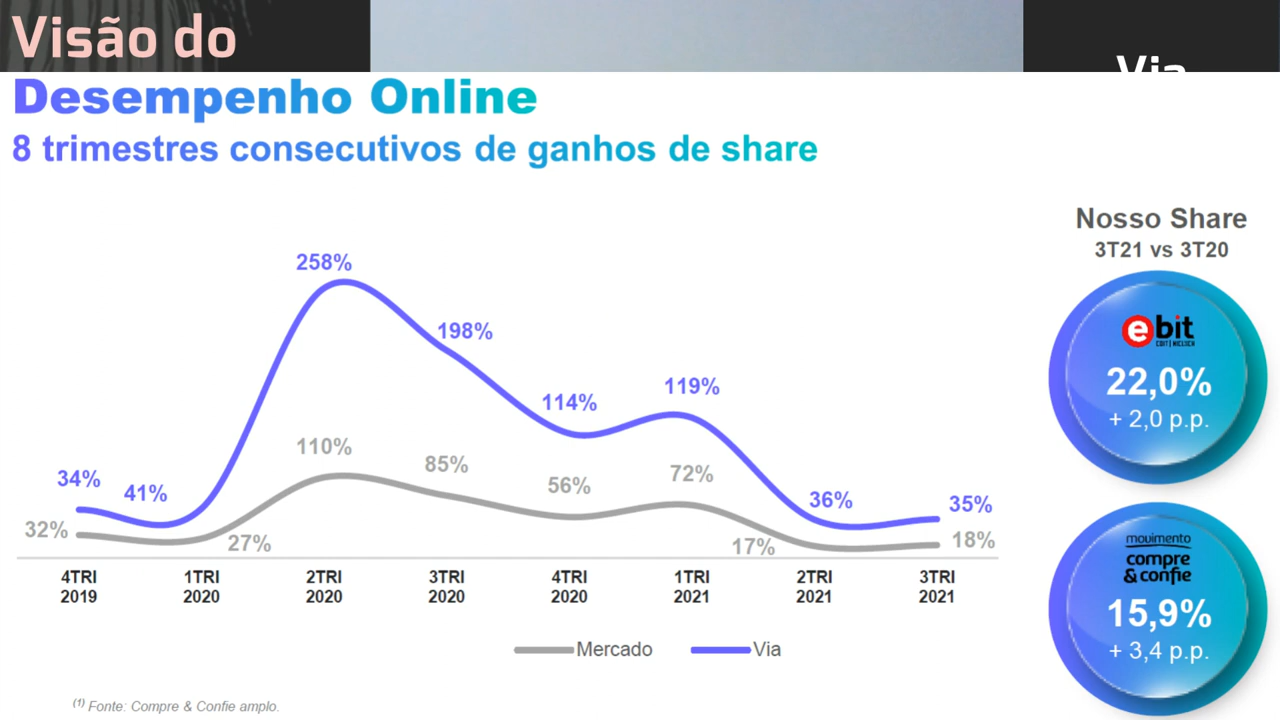 Visão do
Via
Desempenho Online
8 trimestres consecutivos de ganhos de share
Nosso Share
3T21 vs 3T20
ebit
22,0%
+ 2,0 p.p.
movimento
compre
& confie
15,9%
+ 3,4 p.p.
258%
198%
114%
119%
110%
85%
56%
72%
34%
41%
36%
35%
32%
27%
17%
18%
4TRI 1TRI 2TRI 3TRI 4TRI 1TRI 2TRI 3TRI
2019 2020 2020 2020 2020 2021 2021 2021
Mercado Via
(1) Fonte: Compre & Confie amplo.